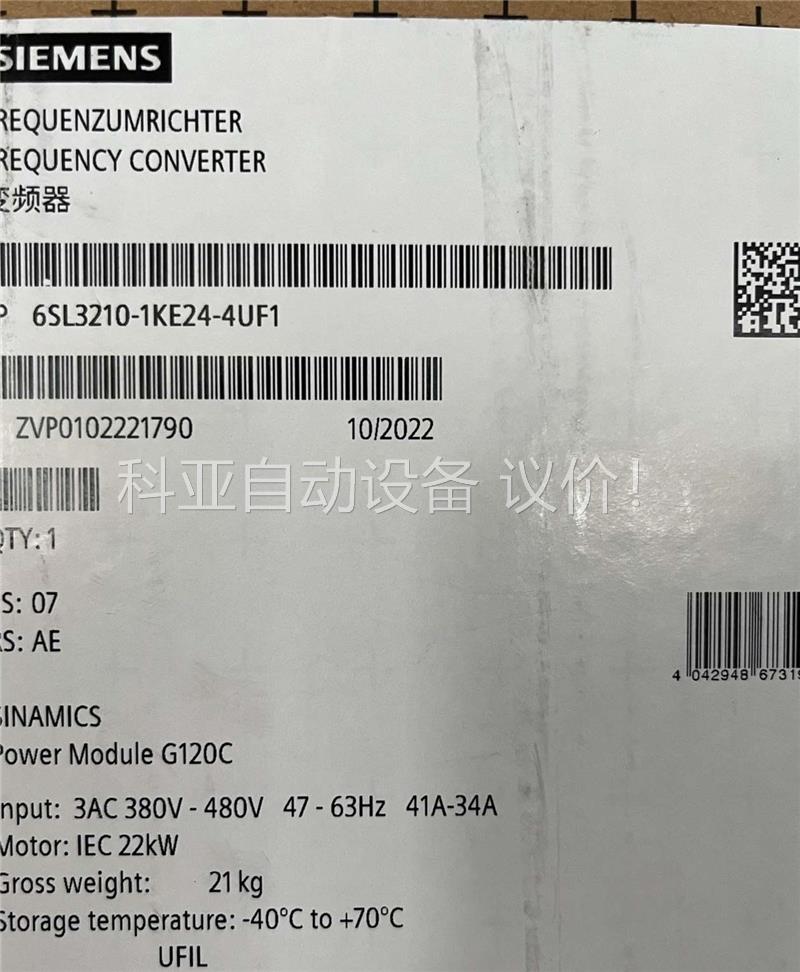 SIEMENS
REQUENZUMRICHTER
REQUENCY CONVERTER
变频器
P 6SL3210-1KE24-4UF1
ZVP0102221790 10/2022
科亚自动设备 议价!
QTY: 1
S: 07
RS: AE
SINAMICS
Power Module G120C
Input: 3AC 380V - 480V 47 - 63Hz 41A-34A
Motor: IEC 22kW
Gross weight: 21 kg
Storage temperature: -40°C to +70°C
UFIL
4 042948 67319